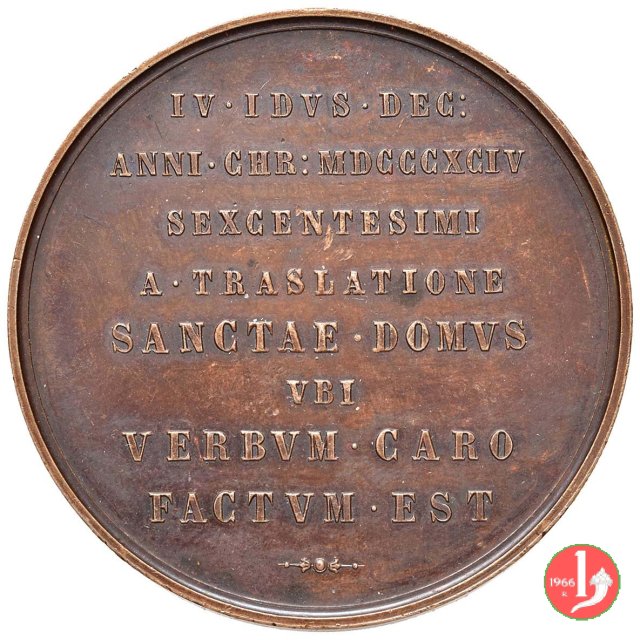 IV · IDVS · DEC:
ANNI · CHR: MDCCCXCIV
SEXCENTESIMI
A · TRASLATIONE
SANCTAE · DOMVS
VBI
VERBVM · CARO
FACTVM · EST
1966
R